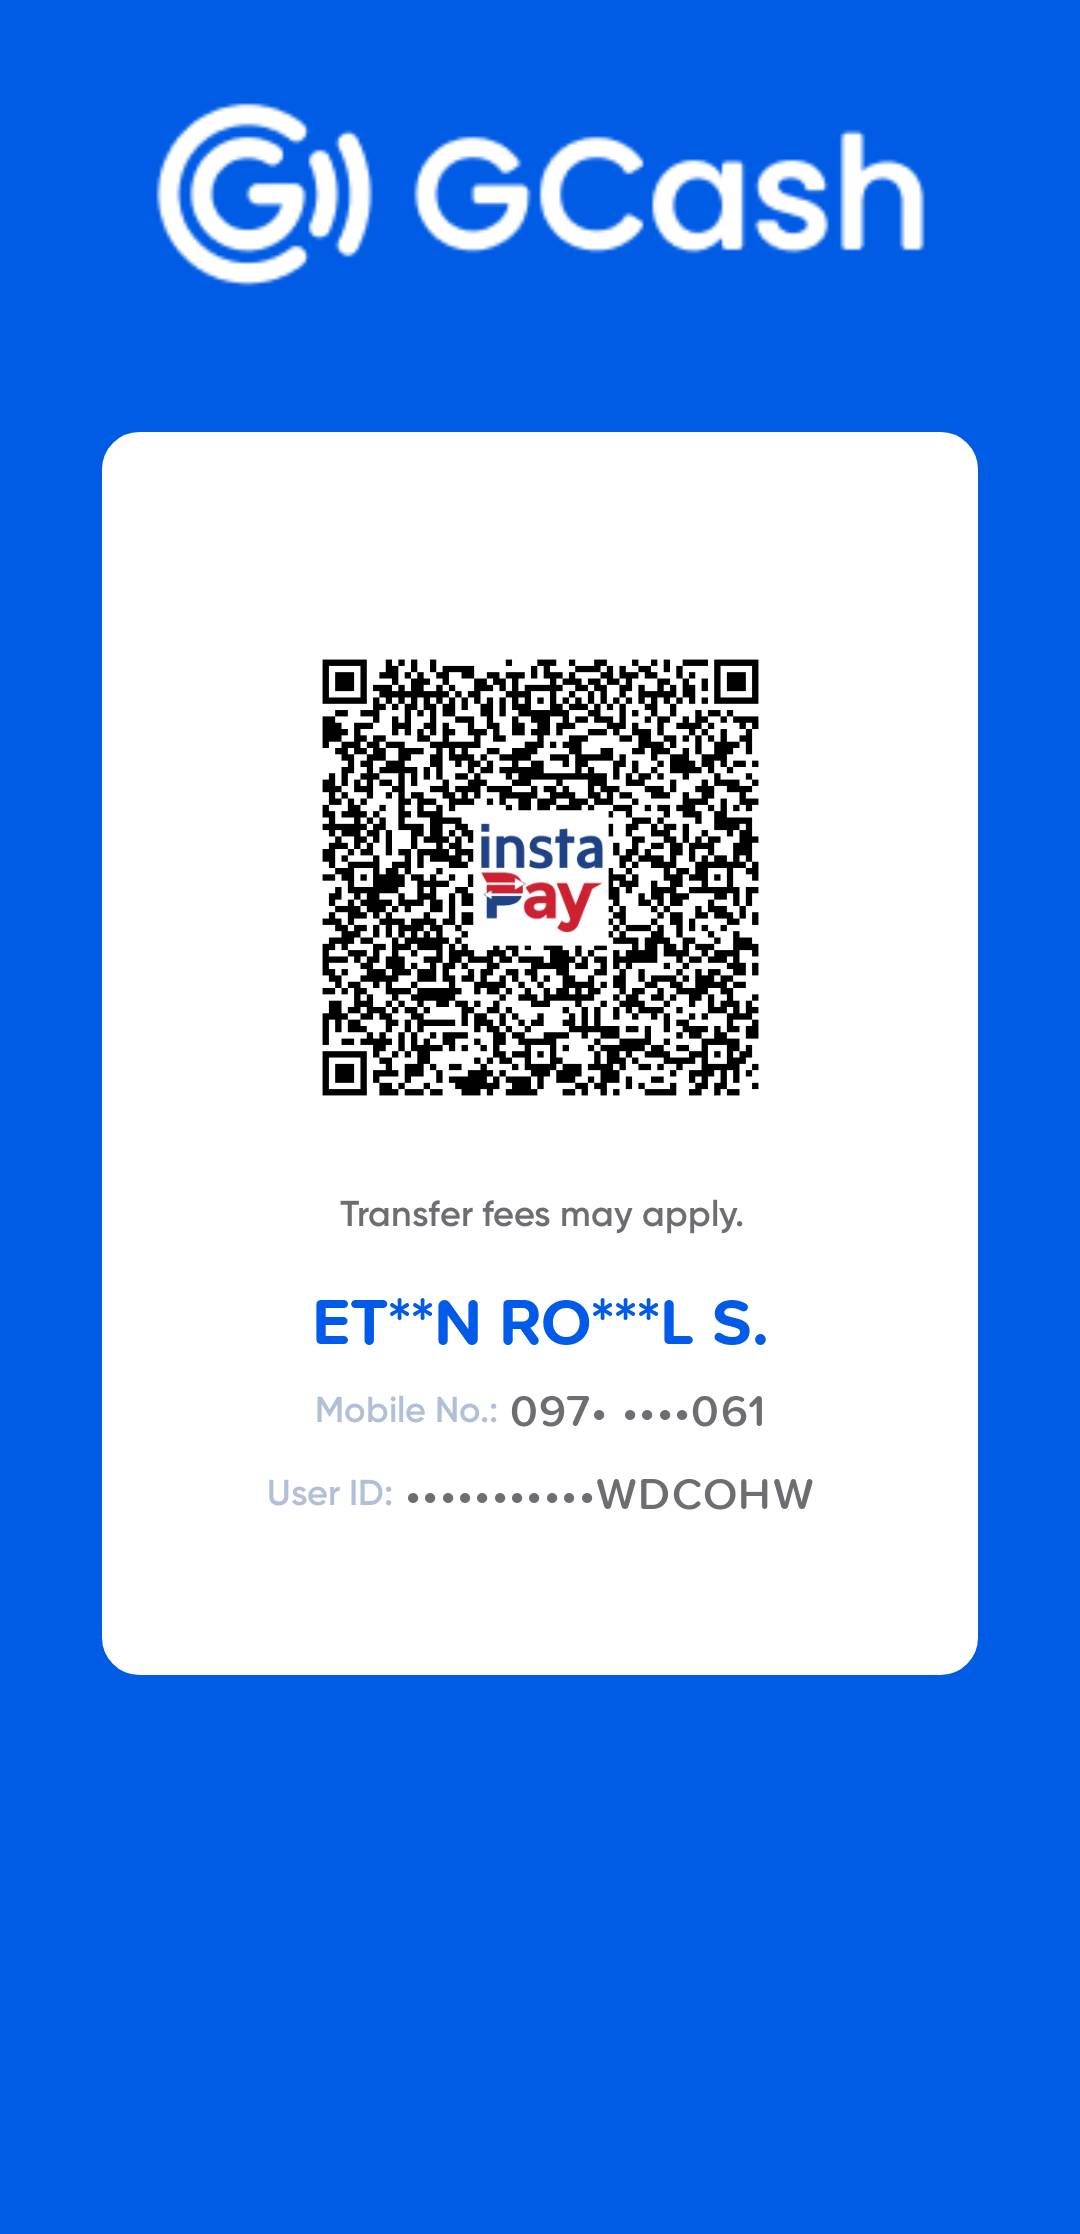 GCash
insta
Pay
Transfer fees may apply.
ET**N RO***L S.
Mobile No.: 097• ••••061
User ID: •••••••••••WDCOHW